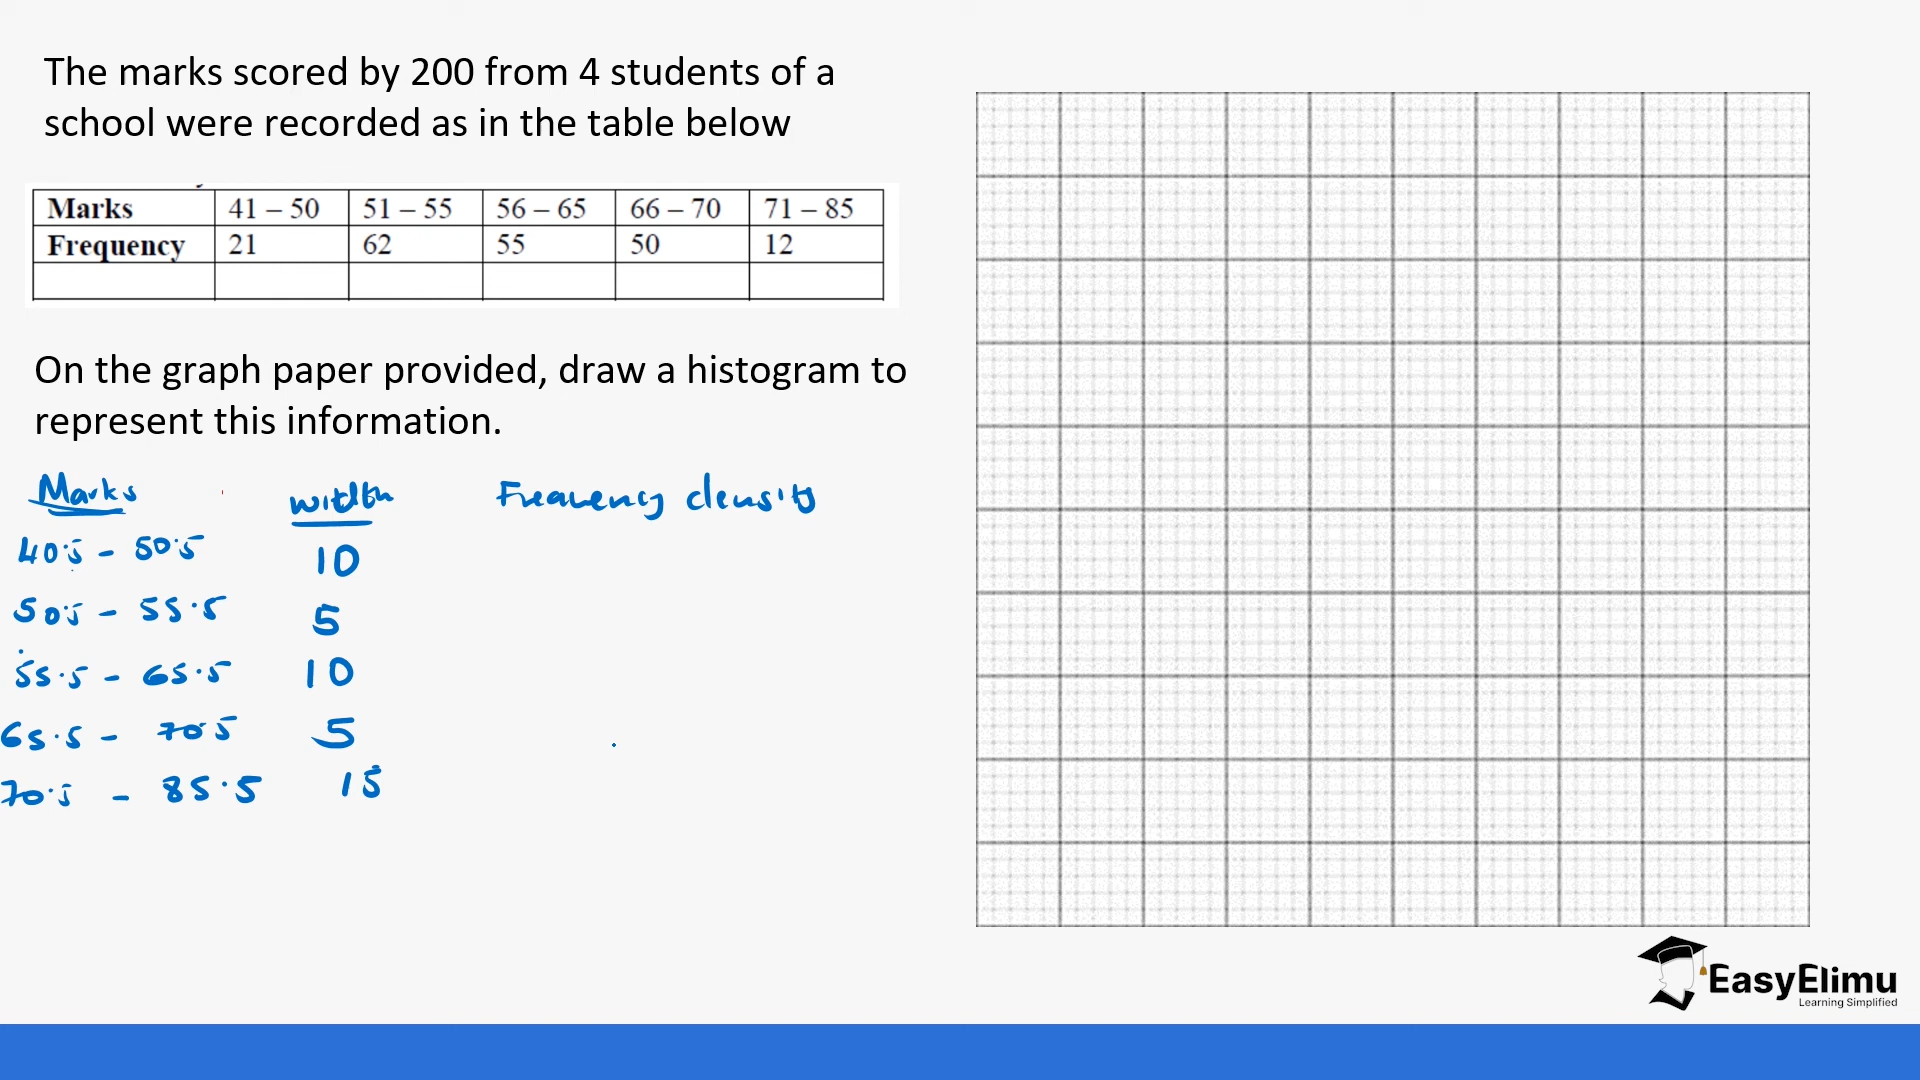 The marks scored by 200 from 4 students of a
school were recorded as in the table below
Marks 41 – 50 51 – 55 56 – 65 66 – 70 71 – 85
Frequency 21 62 55 50 12
On the graph paper provided, draw a histogram to
represent this information.
Marks width Frequency density
40.5 - 50.5 10
50.5 - 55.5 5
55.5 - 65.5 10
65.5 - 70.5 5
70.5 - 85.5 15
EasyElimu
Learning Simplified